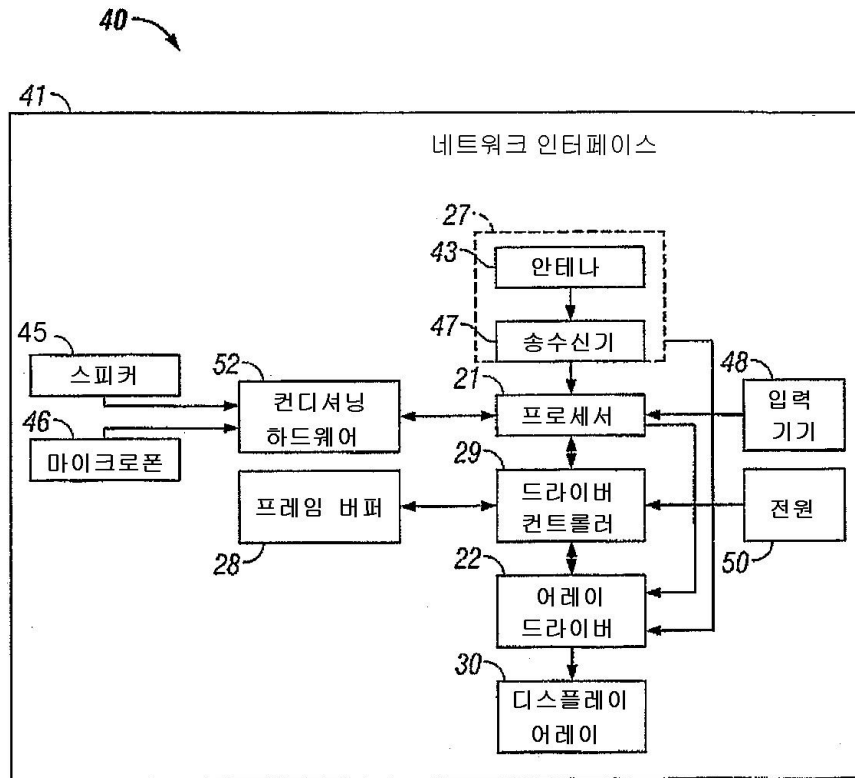 40
41
네트워크 인터페이스
27
43
안테나
47
송수신기
45
스피커
52
컨디셔닝
하드웨어
21
프로세서
48
입력
기기
46
마이크로폰
29
드라이버
컨트롤러
프레임 버퍼
28
전원
50
22
어레이
드라이버
30
디스플레이
어레이